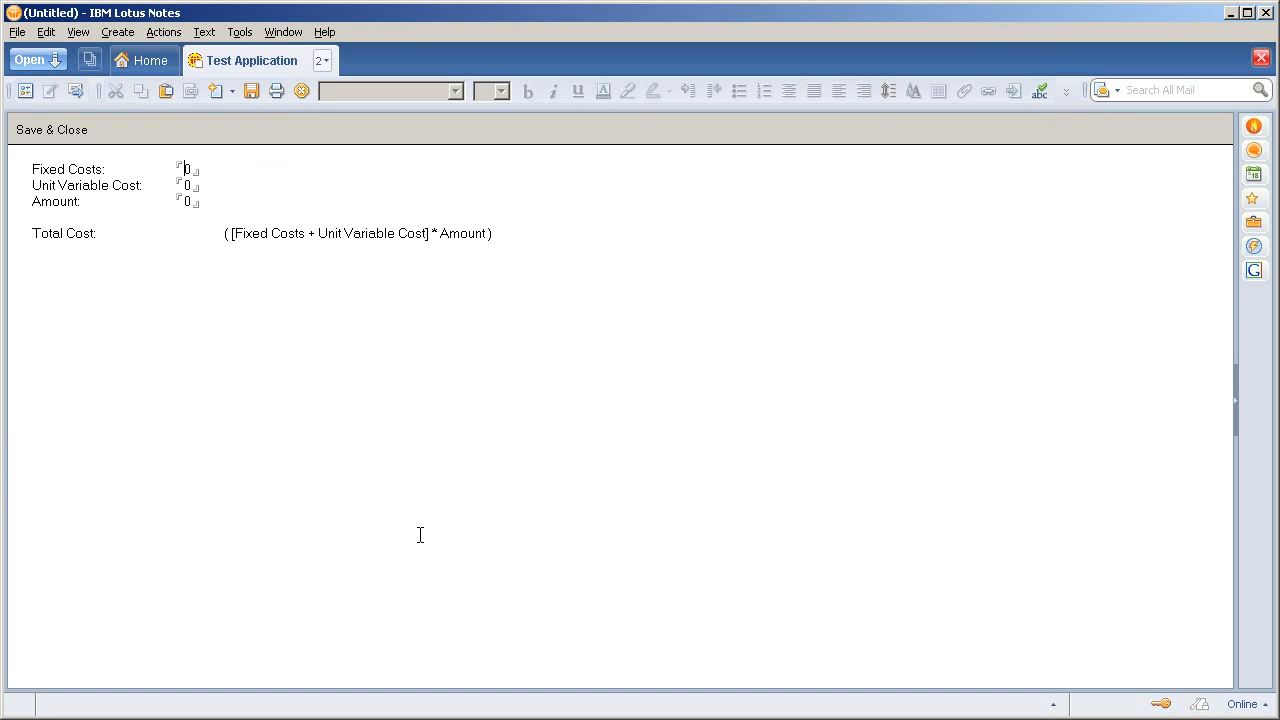 (Untitled) - IBM Lotus Notes
File Edit View Create Actions Text Tools Window Help
Open Home Test Application 2
b i u A abc Search All Mail
Save & Close
Fixed Costs: 0
Unit Variable Cost: 0
Amount: 0
Total Cost: ( [Fixed Costs + Unit Variable Cost] * Amount )
18
G
Online